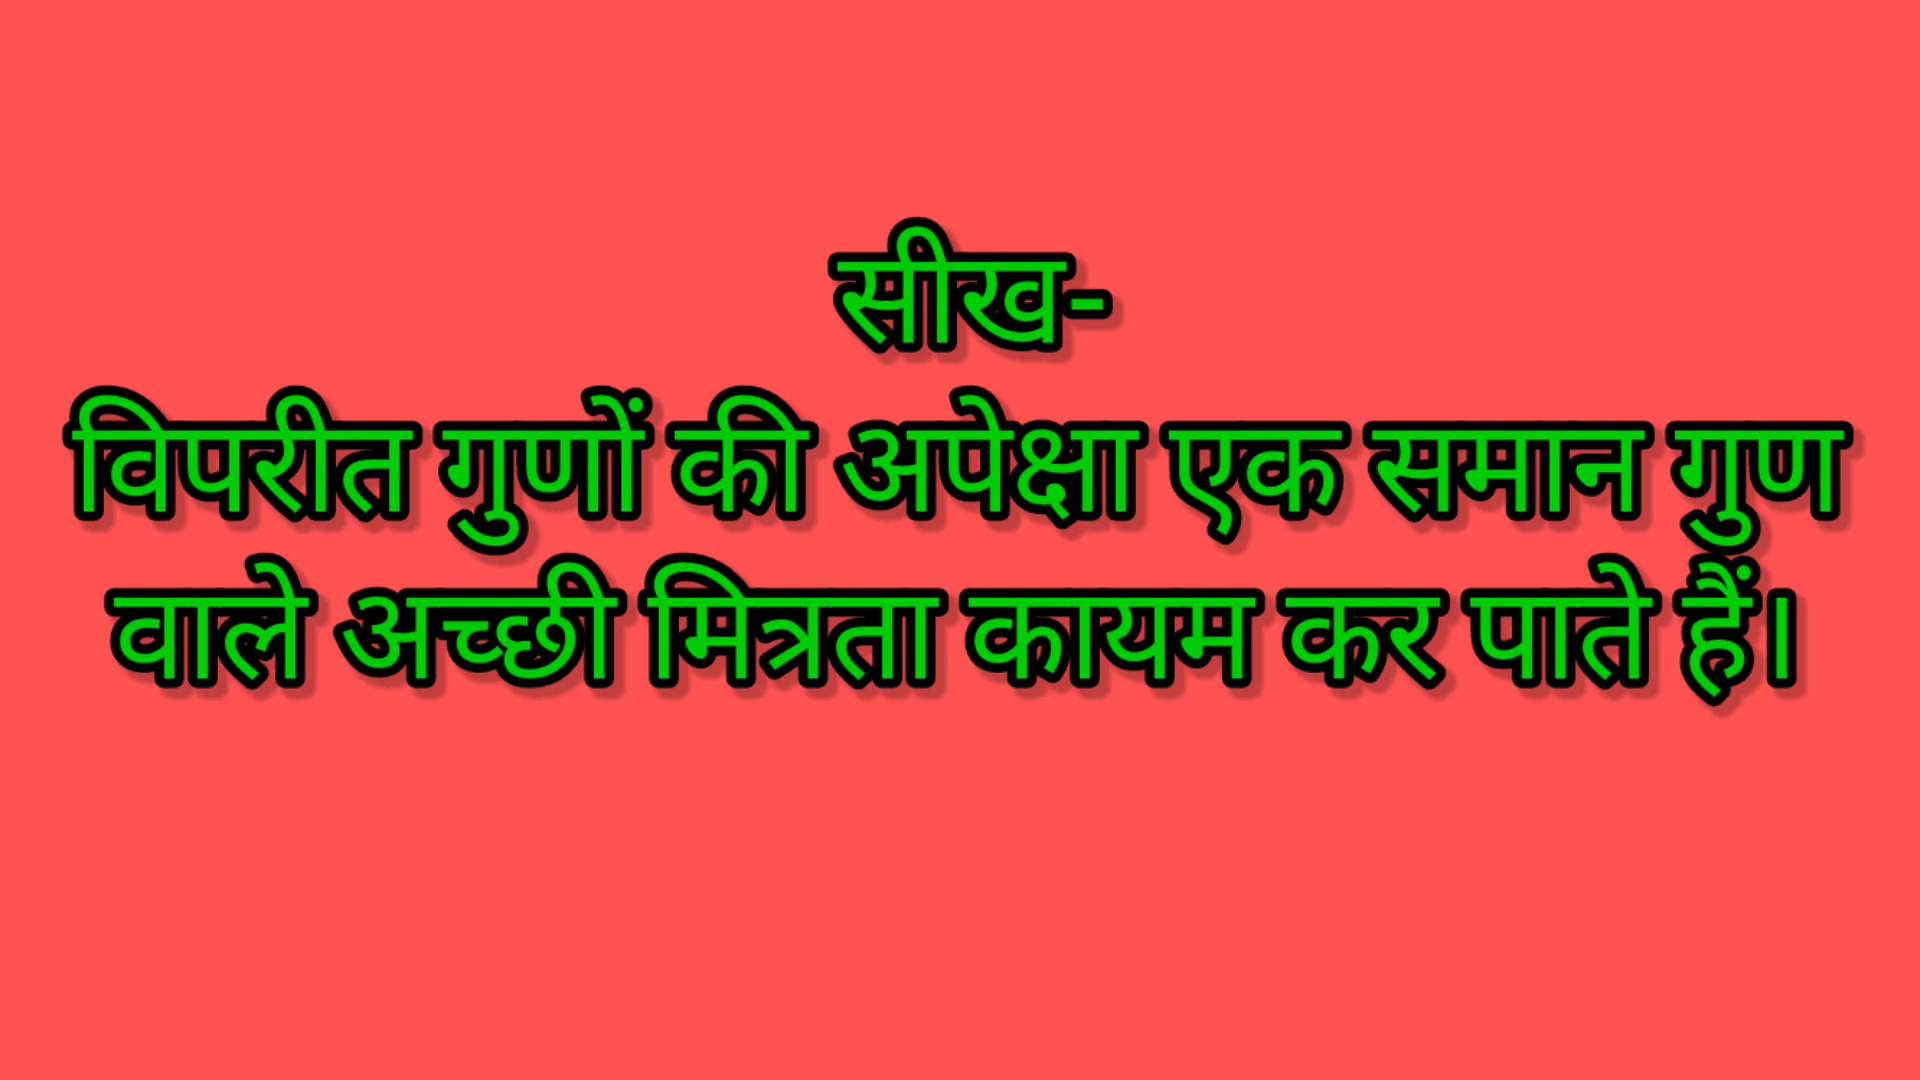 सीख-
विपरीत गुणों की अपेक्षा एक समान गुण
वाले अच्छी मित्रता कायम कर पाते हैं।